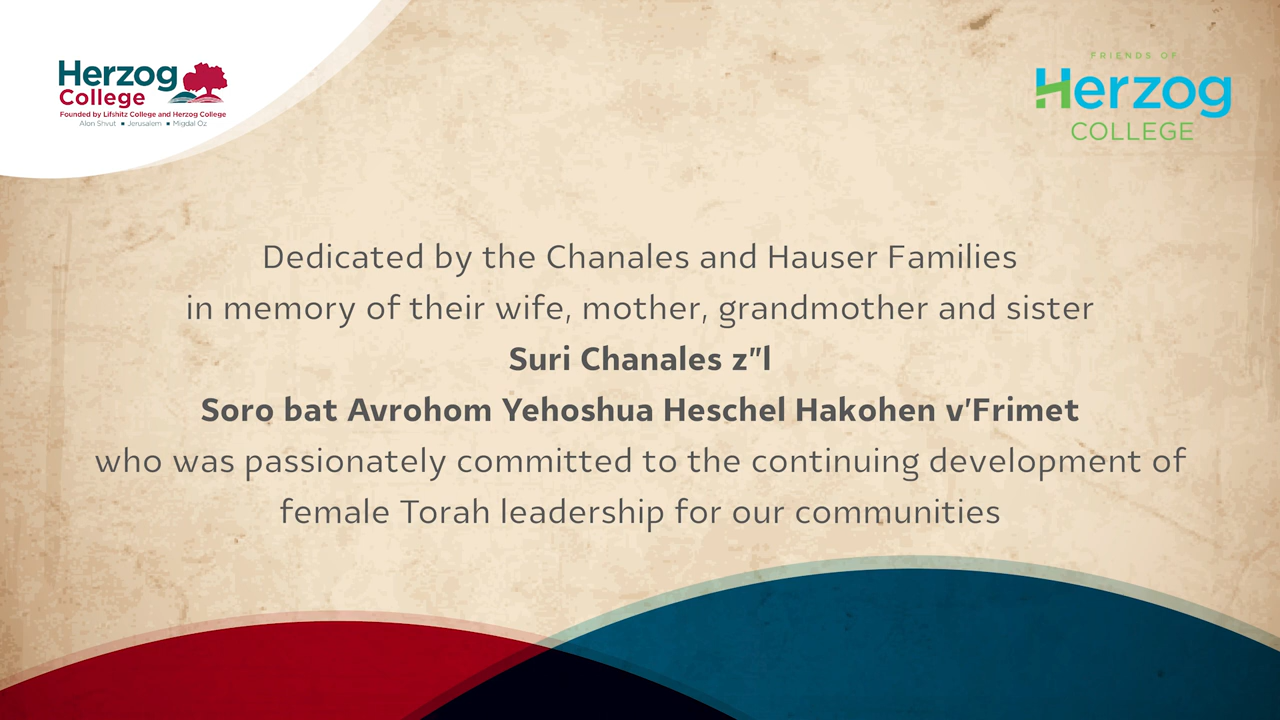 Herzog
College
Founded by Lifshitz College and Herzog College
Alon Shvut ▪ Jerusalem ▪ Migdal Oz
FRIENDS OF
Herzog
COLLEGE
Dedicated by the Chanales and Hauser Families
in memory of their wife, mother, grandmother and sister
Suri Chanales z"l
Soro bat Avrohom Yehoshua Heschel Hakohen v'Frimet
who was passionately committed to the continuing development of
female Torah leadership for our communities